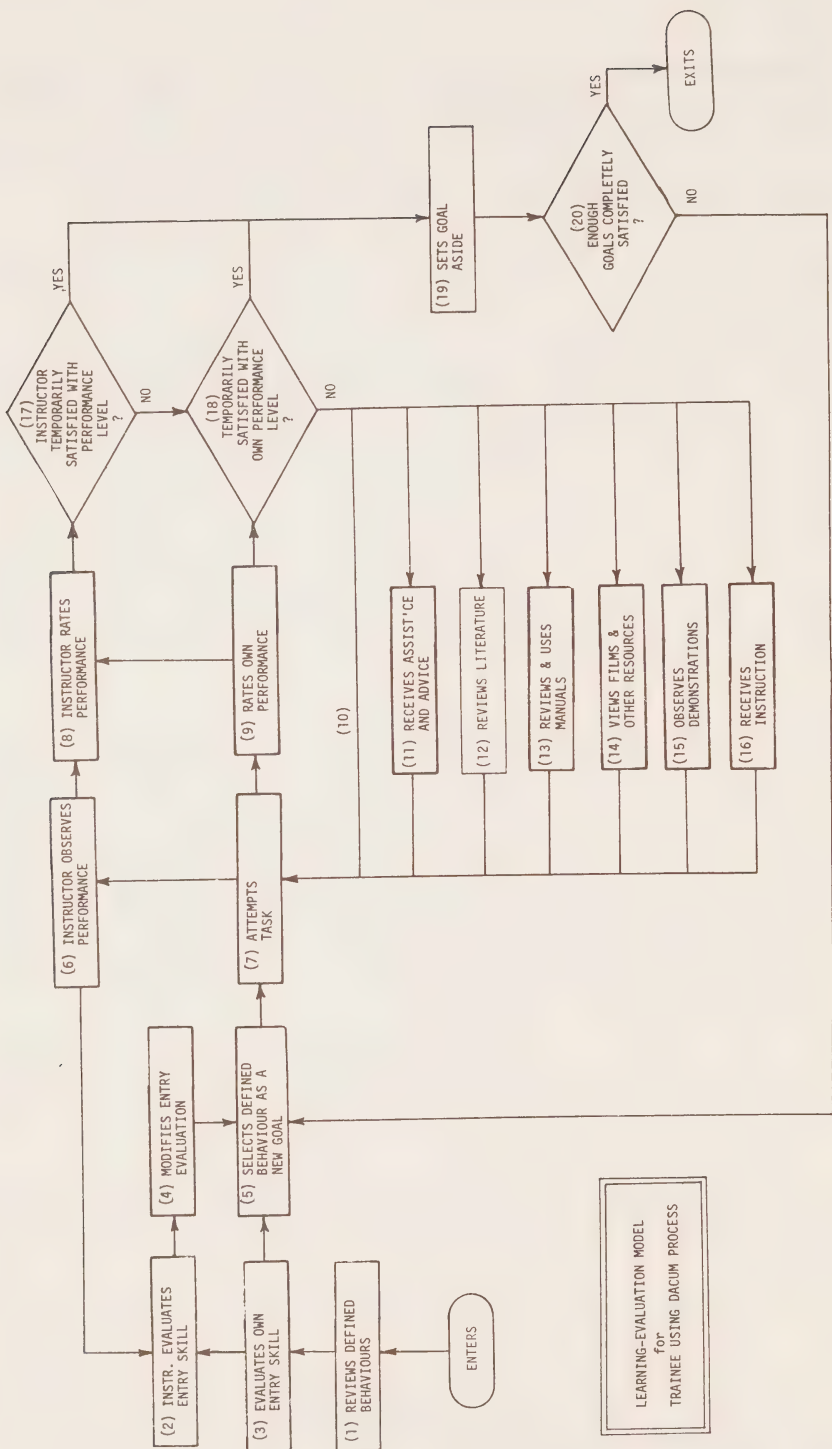 (2) INSTR. EVALUATES
ENTRY. SKILL
(3) EVALUATES OWN
ENTRY SKILL
(1) REVIEWS DEFINED
BEHAVIOURS
ENTERS
(4) MODIFIES ENTRY
EVALUATION
(5) SELECTS DEFINED
BEHAVIOUR AS A
NEW GOAL
(6) INSTRUCTOR OBSERVES
PERFORMANCE
(7) ATTEMPTS
TASK
(8) INSTRUCTOR RATES
PERFORMANCE
(9) RATES OWN
PERFORMANCE
(10)
(11) RECEIVES ASSIST'CE
AND ADVICE
(12) REVIEWS LITERATURE
(13) REVIEWS & USES
MANUALS
(14) VIEWS FILMS &
OTHER RESOURCES
(15) OBSERVES
DEMONSTRATIONS
(16) RECEIVES
INSTRUCTION
(17)
INSTRUCTOR
TEMPORARILY
SATISFIED WITH
PERFORMANCE
LEVEL
?
YES
NO
(18)
TEMPORARILY
SATISFIED WITH
OWN PERFORMANCE
LEVEL
?
YES
NO
(19) SETS GOAL
ASIDE
(20)
ENOUGH
GOALS COMPLETELY
SATISFIED
?
YES
NO
EXITS
LEARNING-EVALUATION MODEL
for
TRAINEE USING DACUM PROCESS